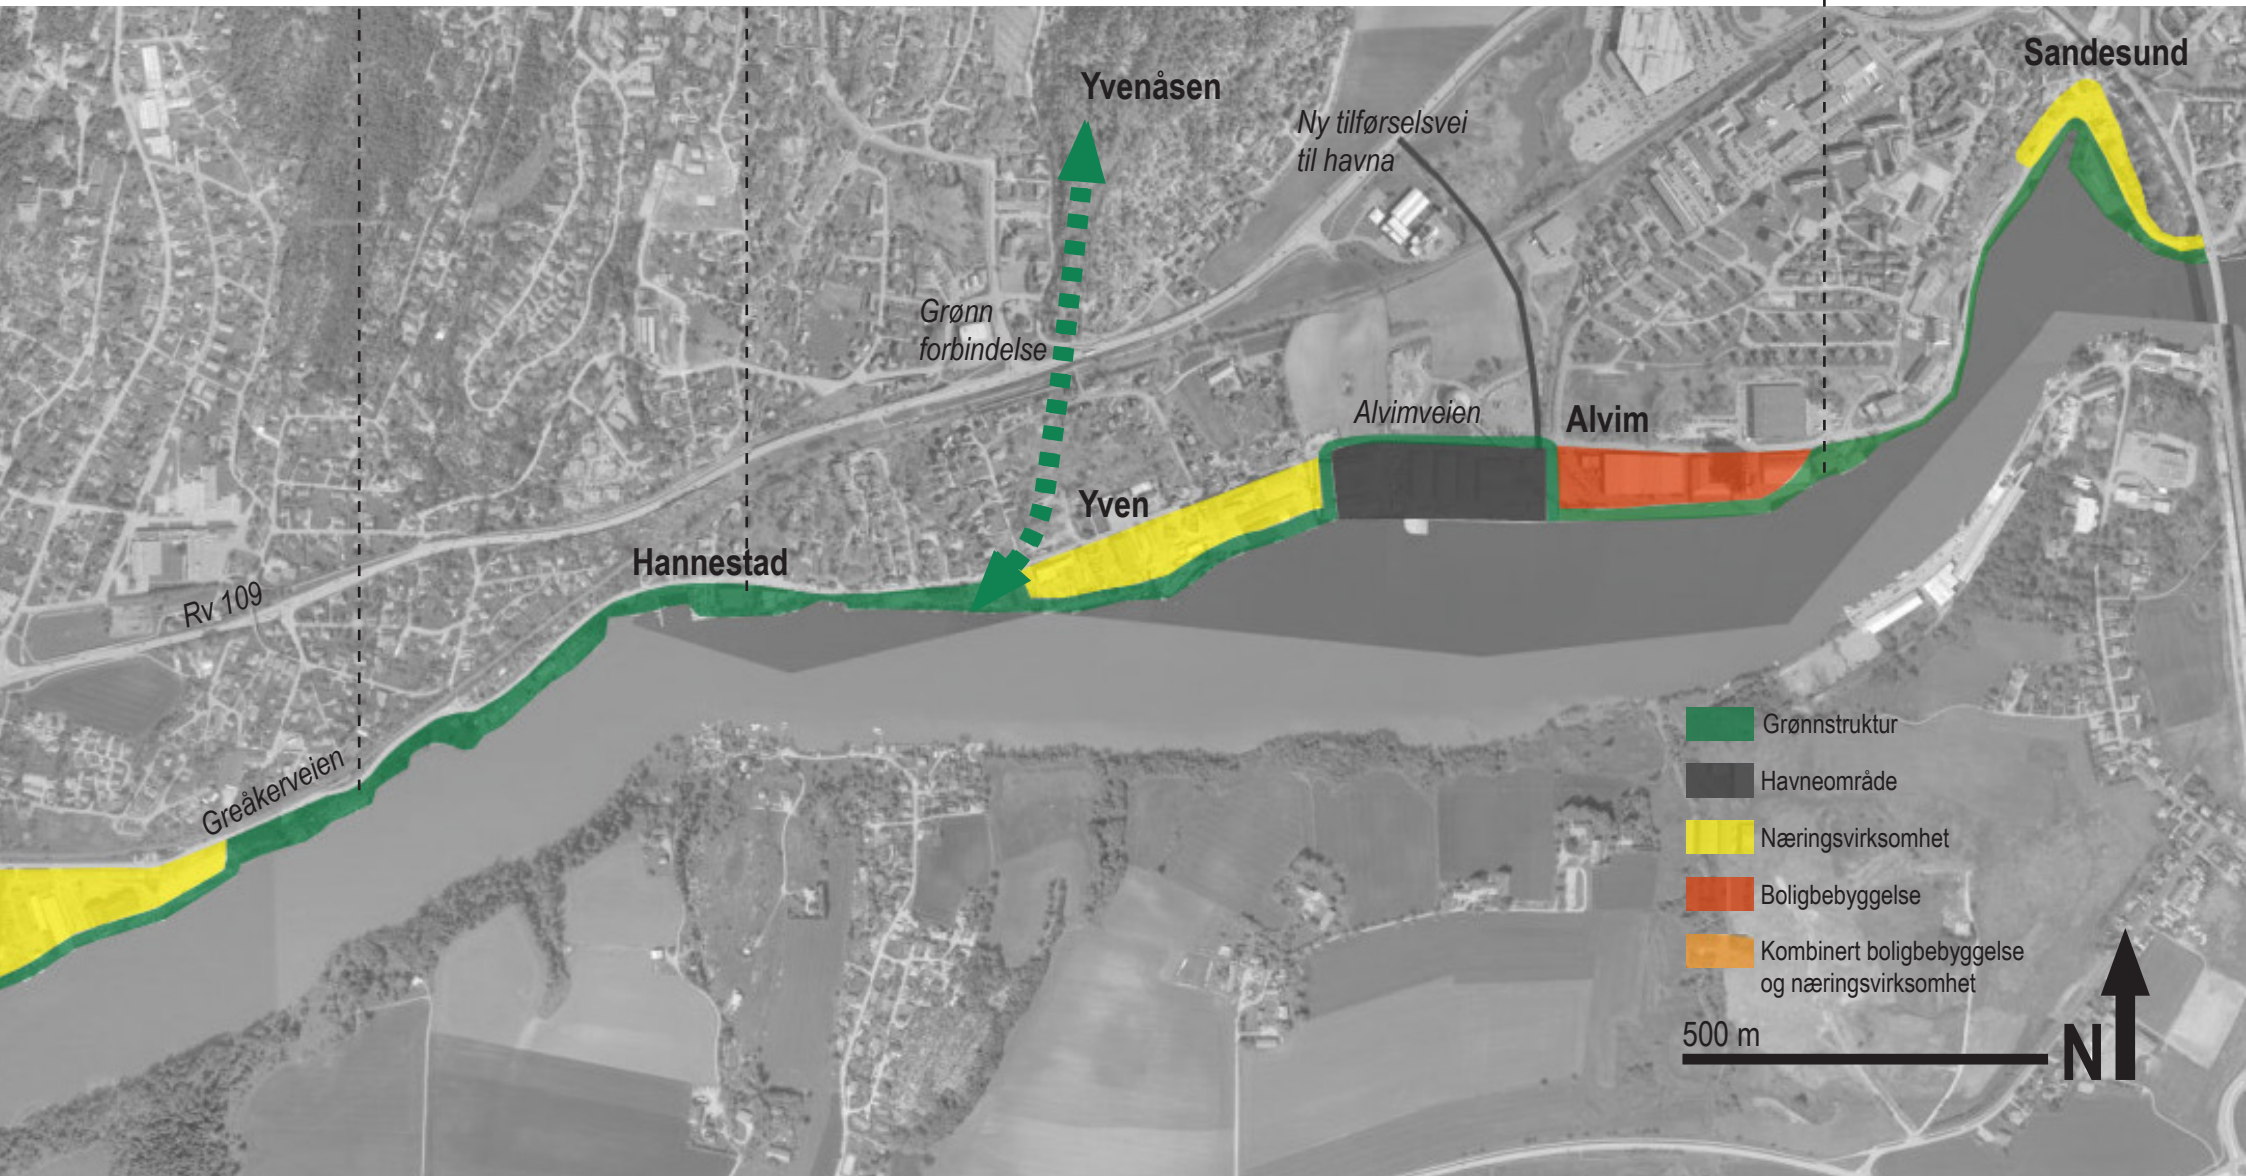 Sandesund
Yvenåsen
Ny tilførselsvei
til havna
Grønn
forbindelse
Alvimveien
Alvim
Yven
Hannestad
Rv 109
Greåkerveien
Grønnstruktur
Havneområde
Næringsvirksomhet
Boligbebyggelse
Kombinert boligbebyggelse
og næringsvirksomhet
500 m
N